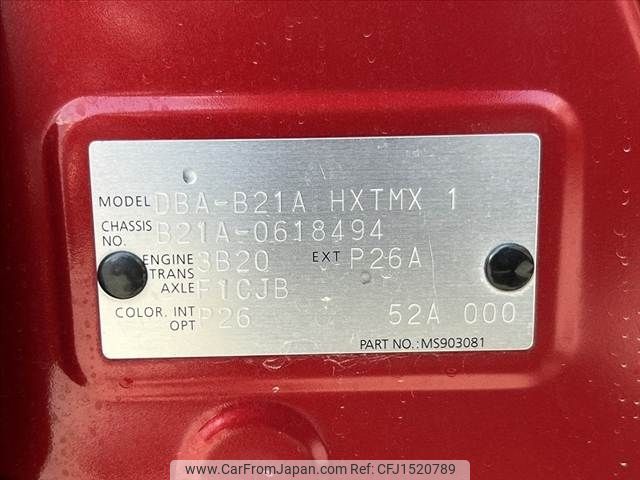 MODEL DBA-B21A HXTMX 1
CHASSIS NO. B21A-0618494
ENGINE 3B20 EXT P26A
TRANS AXLE F1CJB
COLOR. INT OPT P26 52A 000
PART NO.: MS903081
www.CarFromJapan.com CFJ1520789